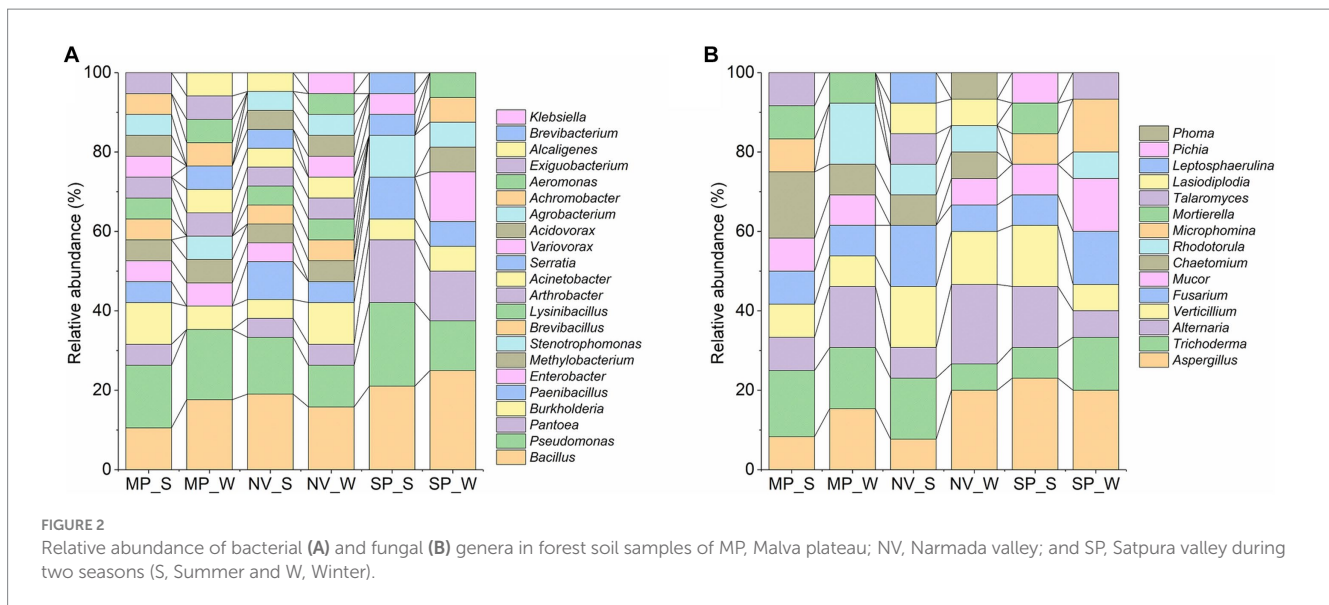 A
Relative abundance (%)
100
80
60
40
20
0
MP_S MP_W NV_S NV_W SP_S SP_W
Klebsiella
Brevibacterium
Alcaligenes
Exiguobacterium
Aeromonas
Achromobacter
Agrobacterium
Acidovorax
Variovorax
Serratia
Acinetobacter
Arthrobacter
Lysinibacillus
Brevibacillus
Stenotrophomonas
Methylobacterium
Enterobacter
Paenibacillus
Burkholderia
Pantoea
Pseudomonas
Bacillus
B
Relative abundance (%)
100
80
60
40
20
0
MP_S MP_W NV_S NV_W SP_S SP_W
Phoma
Pichia
Leptosphaerulina
Lasiodiplodia
Talaromyces
Mortierella
Microphomina
Rhodotorula
Chaetomium
Mucor
Fusarium
Verticillium
Alternaria
Trichoderma
Aspergillus
FIGURE 2
Relative abundance of bacterial (A) and fungal (B) genera in forest soil samples of MP, Malva plateau; NV, Narmada valley; and SP, Satpura valley during
two seasons (S, Summer and W, Winter).